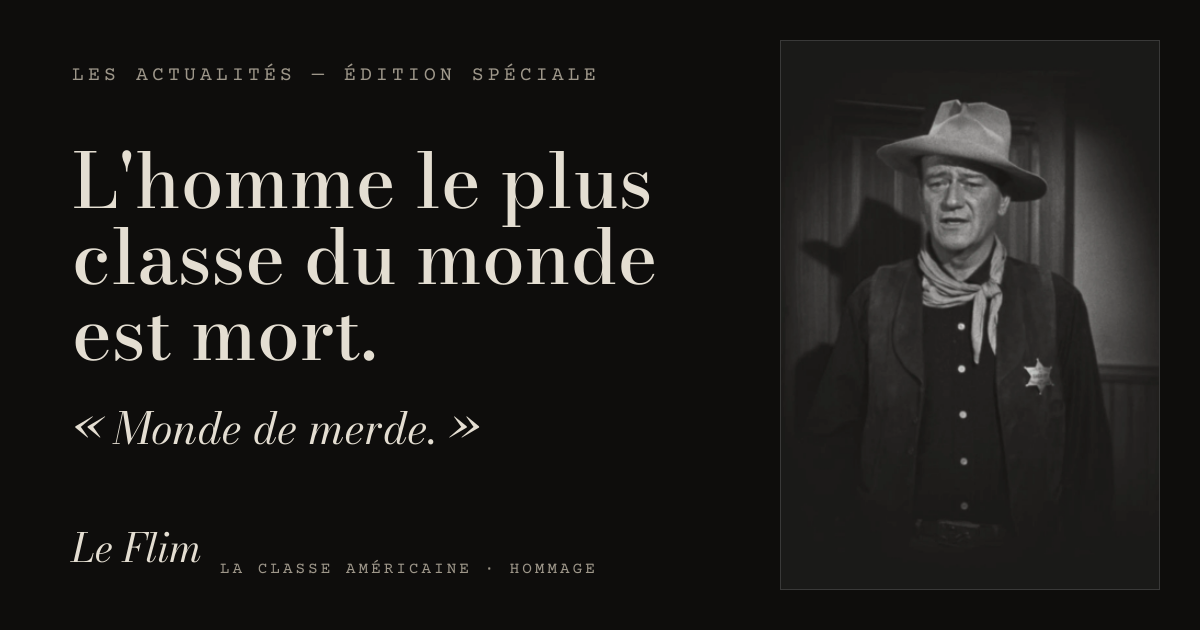 LES ACTUALITÉS — ÉDITION SPÉCIALE
L'homme le plus
classe du monde
est mort.
« Monde de merde. »
Le Flim
LA CLASSE AMÉRICAINE · HOMMAGE